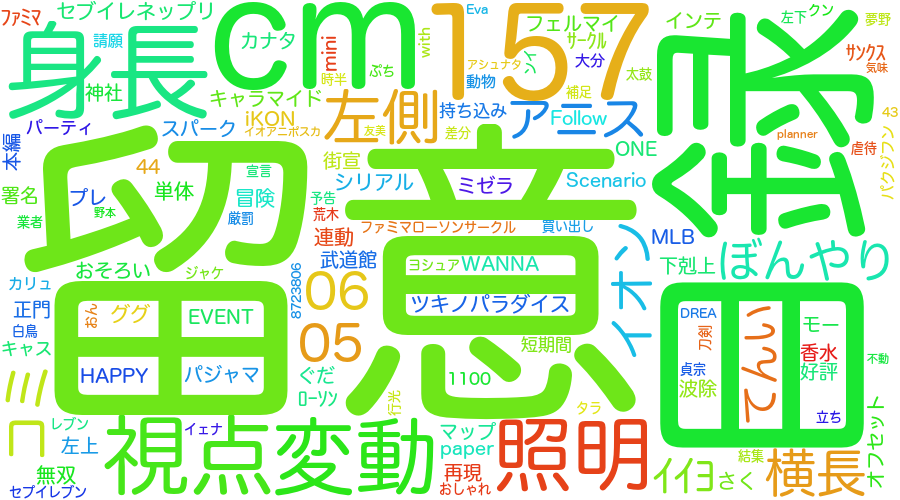 ファミマ
セブイレネップリ
cm
157
Eva
フェルマイ
インテ
左下
クン
夢野
請願
カナタ
mini
with
サークル
サンクス
気味
身長
神社
時半
ぷち
アシュナタ
動物
大分
太鼓
目録
キャラマイド
左側
持ち込み
補足
43
パーティ
スパーク
iKON
イオアニポスカ
友美
差分
アニス
Follow
planner
本編
44
宣言
街宣
ONE
虐待
パクジフン
留意
署名
プレ
単体
冒険
予告
シリアル
ミゼラ
Scenario
業者
野本
厳罰
荒木
ファミマローソンサークル
買い出し
連動
MLB
おそろい
ジャケ
武道館
ヨシュア
WANNA
下剋上
ぼんやり
カリュ
8723806
06
イオン
正門
おん
ググ
EVENT
ツキノパラダイス
DREA
刀剣
てんい
モー
白鳥
05
短期間
香水
キャス
HAPPY
パジャマ
ぐだ
1100
貞宗
波除
好評
不動
コミ
ローソン
行光
タラ
立ち
レブン
イェナ
視点変動
マップ
照明
オフセット
左上
paper
無双
再現
イイヨ
さく
結集
横長
セブイレブン
おしゃれ